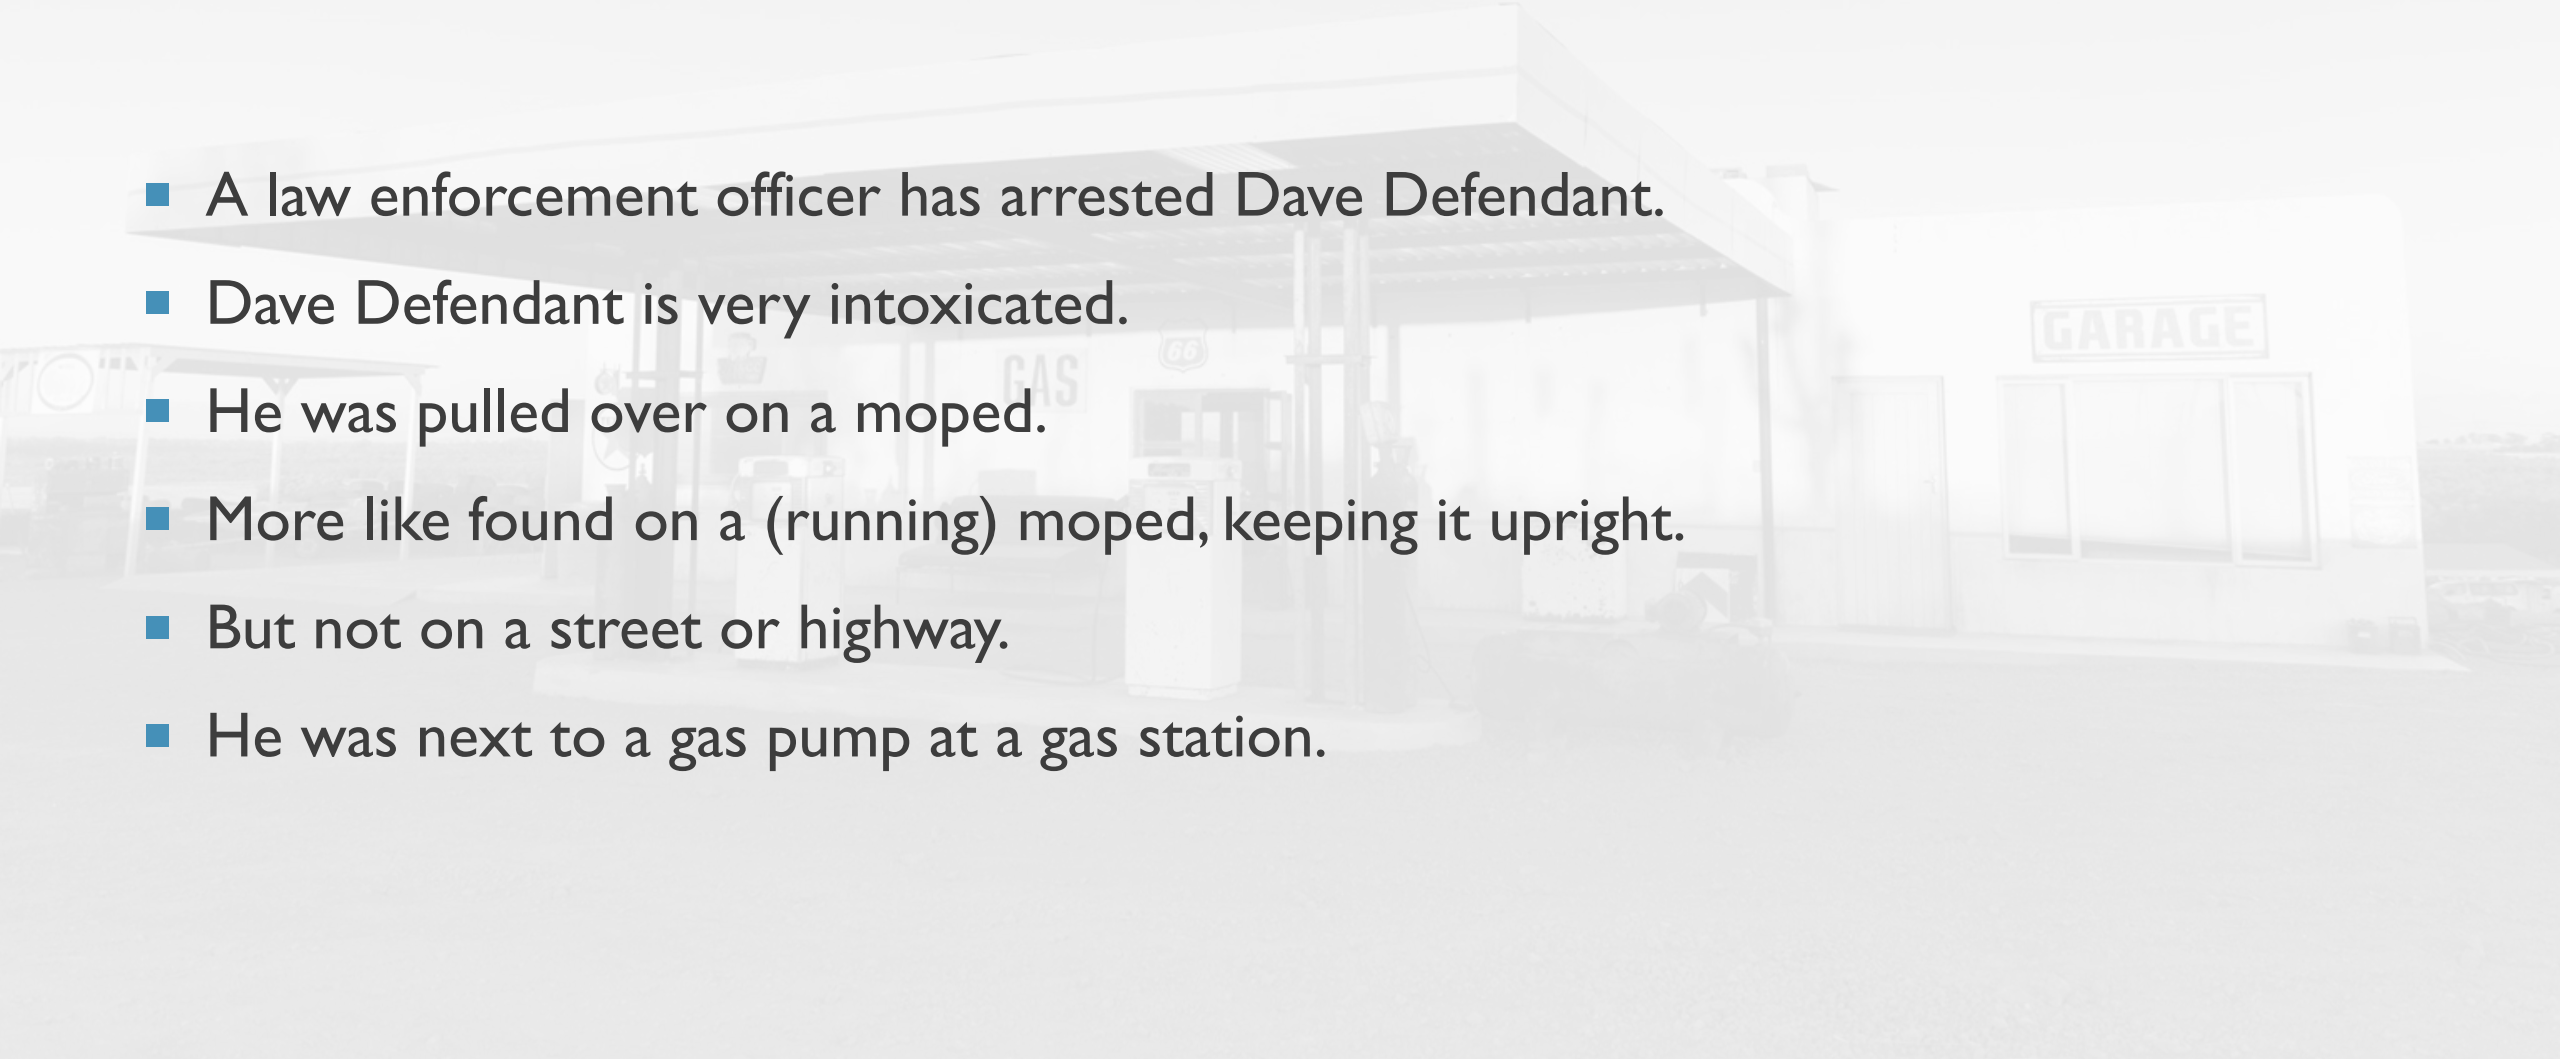 A law enforcement officer has arrested Dave Defendant.
Dave Defendant is very intoxicated.
He was pulled over on a moped.
More like found on a (running) moped, keeping it upright.
But not on a street or highway.
He was next to a gas pump at a gas station.
GAS
66
GARAGE